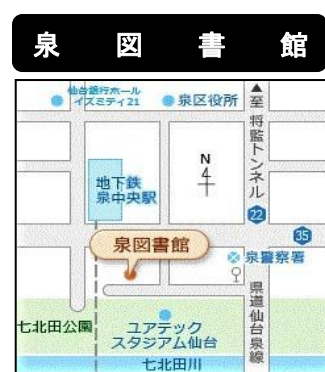 泉図書館
仙台銀行ホール
イズミティ21
泉区役所
▲至
将監トンネル
N
4
地下鉄
泉中央駅
22
35
泉図書館
泉警察署
県道仙台泉線
七北田公園
ユアテック
スタジアム仙台
七北田川